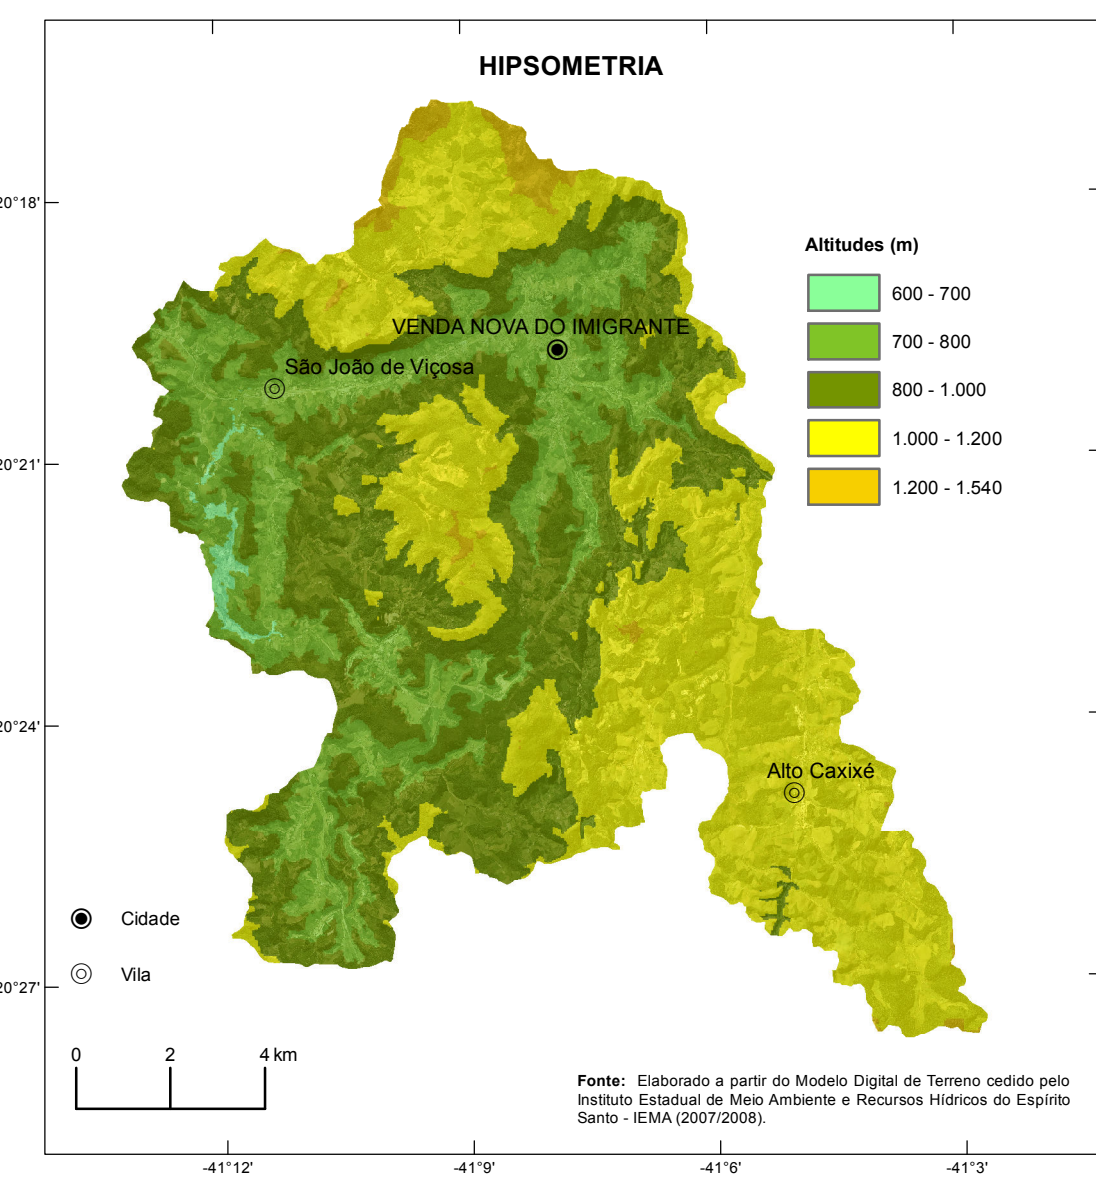 HIPSOMETRIA
20°18'
Altitudes (m)
600 - 700
VENDA NOVA DO IMIGRANTE
700 - 800
São João de Viçosa
800 - 1.000
1.000 - 1.200
20°21'
1.200 - 1.540
20°24'
Alto Caxixé
Cidade
Vila
20°27'
0 2 4 km
Fonte: Elaborado a partir do Modelo Digital de Terreno cedido pelo
Instituto Estadual de Meio Ambiente e Recursos Hídricos do Espírito
Santo - IEMA (2007/2008).
-41°12' -41°9' -41°6' -41°3'